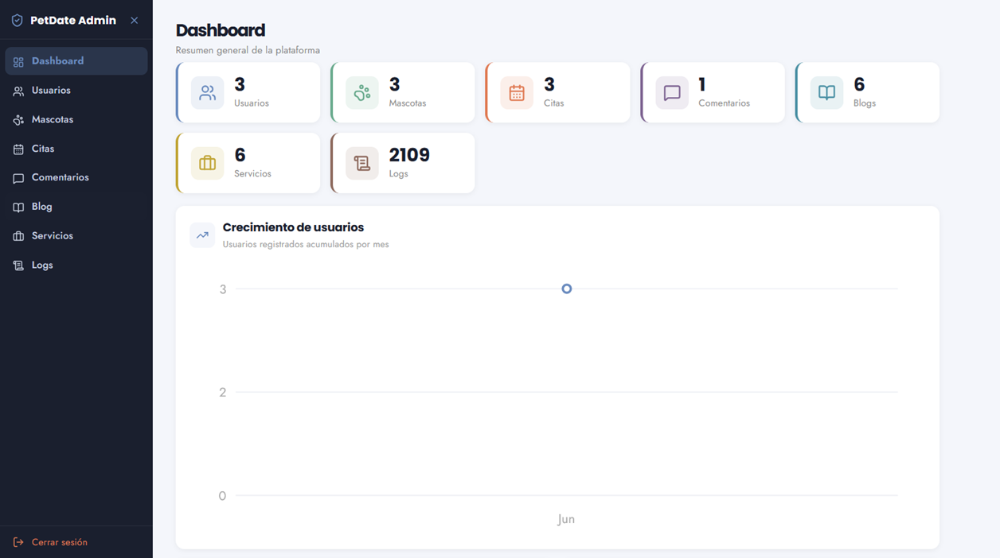 PetDate Admin
Dashboard
Usuarios
Mascotas
Citas
Comentarios
Blog
Servicios
Logs
Cerrar sesión
Dashboard
Resumen general de la plataforma
3
Usuarios
3
Mascotas
3
Citas
1
Comentarios
6
Blogs
6
Servicios
2109
Logs
Crecimiento de usuarios
Usuarios registrados acumulados por mes
3
2
0
Jun